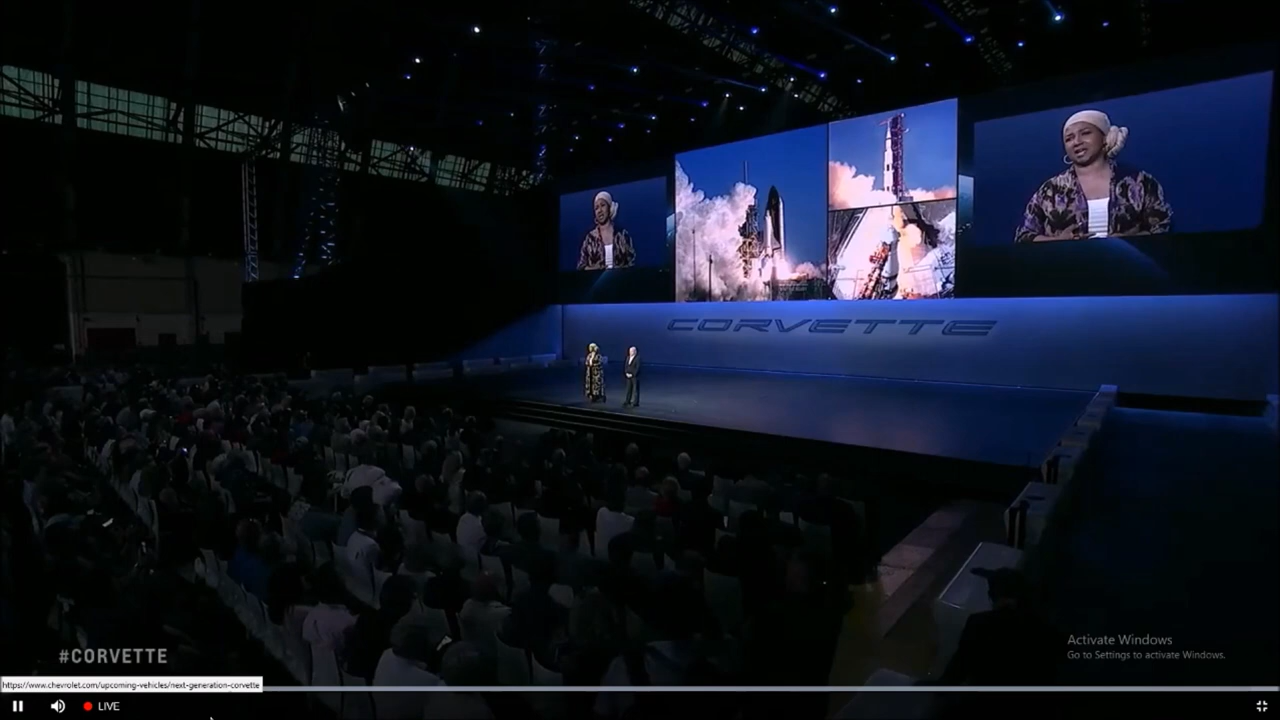 CORVETTE
#CORVETTE
Activate Windows
Go to Settings to activate Windows.
https://www.chevrolet.com/upcoming-vehicles/next-generation-corvette
LIVE